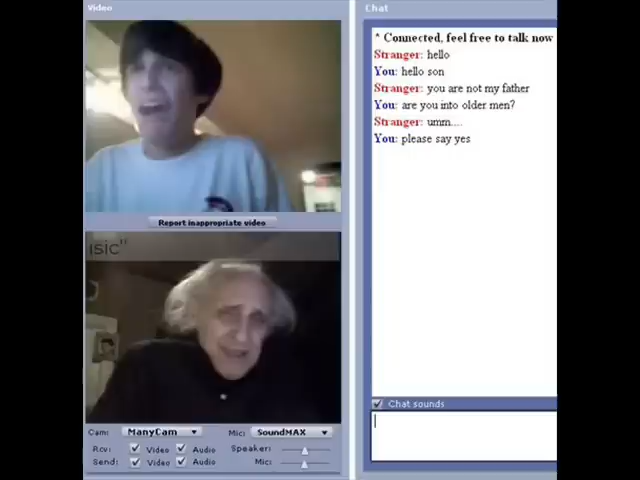 Video
Chat
* Connected, feel free to talk now
Stranger: hello
You: hello son
Stranger: you are not my father
You: are you into older men?
Stranger: umm....
You: please say yes
Report inappropriate video
usic"
Cam: ManyCam Mic: SoundMAX
Rcv: Video Audio Speaker:
Send: Video Audio Mic:
Chat sounds